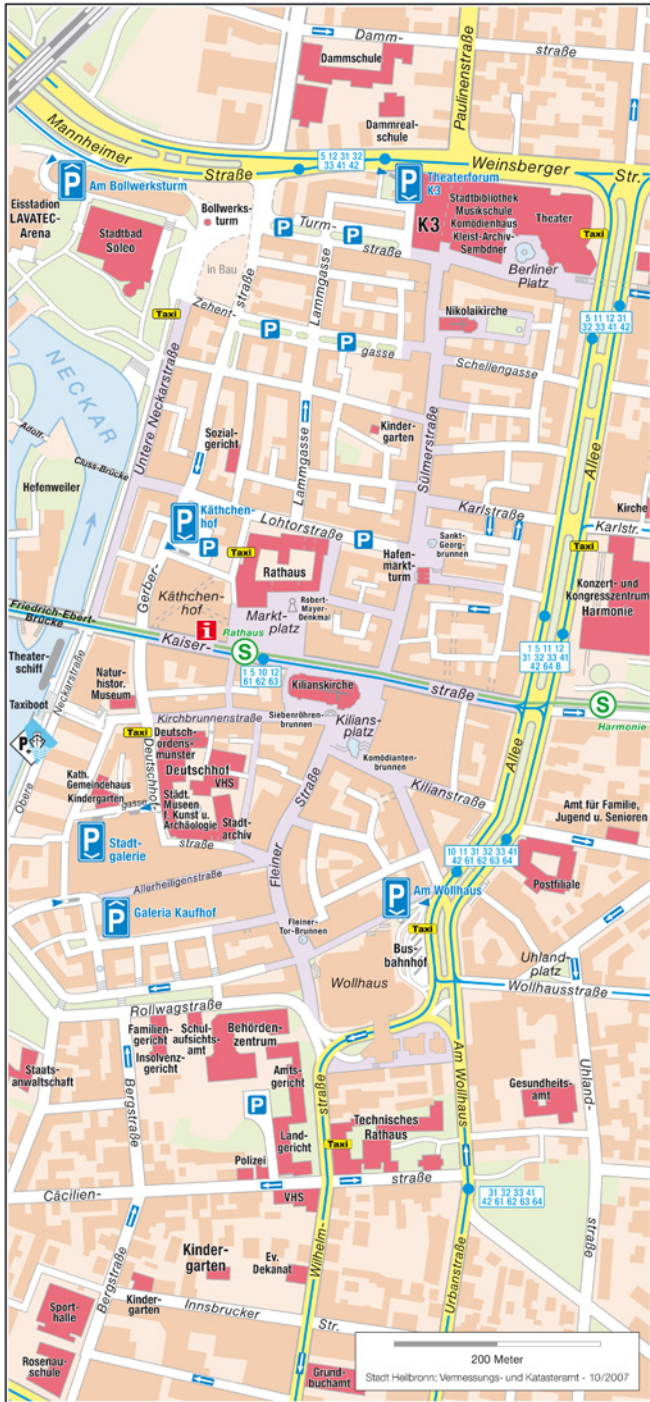 Damm-
straße
Dammschule
Dammreal-
schule
Paulinenstraße
Mannheimer
Straße
5 12 31 32
33 41 42
Weinsberger
Str.
P
Am Bollwerksturm
P
Theaterforum
K3
Eisstadion
LAVATEC-
Arena
Stadtbad
Soleo
Bollwerks-
turm
P
Turm-
P
straße
K3
Stadtbibliothek
Musikschule
Komödienhaus
Kleist-Archiv-
Sembdner
Theater
Taxi
Berliner
Platz
in Bau
straße
Lammgasse
Zehent-
P
P
gasse
Taxi
Nikolaikirche
5 11 12 31
32 33 41 42
Schellengasse
NECKAR
Untere Neckarstraße
Adolf-
Cluss-Brücke
Hefenweiler
Sozial-
gericht
Lammgasse
Kinder-
garten
Sülmerstraße
Allee
Karlstraße
Kirche
Karlstr.
P
Käthchen-
hof
P
Lohtorstraße
P
Taxi
Rathaus
Sankt-
Georg-
brunnen
Hafen-
markt-
turm
Taxi
Konzert- und
Kongresszentrum
Harmonie
Gerber-
Käthchen-
hof
Robert-
Mayer-
Denkmal
Markt-
platz
Friedrich-Ebert-
Brücke
i
Rathaus
S
Kaiser-
straße
1 5 10 12
61 62 63
1 5 11 12
31 32 33 41
42 64 B
S
Harmonie
Theater-
schiff
Taxiboot
Neckarstraße
Obere
P
Natur-
histor.
Museum
Kilianskirche
Kirchbrunnenstraße
Siebenröhren-
brunnen
Kilians-
platz
Komödianten-
brunnen
Taxi
Deutsch-
ordens-
münster
Deutschhof-
straße
Deutschhof
VHS
Kath.
Gemeindehaus
Kindergarten
gasse
Städt.
Museen
f. Kunst u.
Archäologie
Stadt-
archiv
Straße
Fleiner
Kilianstraße
Allee
Amt für Familie,
Jugend u. Senioren
P
Stadt-
galerie
10 11 31 32 33 41
42 61 62 63 64
Postfiliale
Allerheiligenstraße
P
Galeria Kaufhof
P
Am Wollhaus
Fleiner-
Tor-Brunnen
Taxi
Bus-
bahnhof
Wollhaus
Uhland-
platz
Wollhausstraße
Rollwagstraße
Familien-
gericht
Insolvenz-
gericht
Schul-
aufsichts-
amt
Behörden-
zentrum
Staats-
anwaltschaft
Bergstraße
Amts-
gericht
P
Land-
gericht
Polizei
straße
Taxi
Technisches
Rathaus
Am Wollhaus
Gesundheits-
amt
Uhland-
straße
Cäcilien-
straße
VHS
31 32 33 41
42 61 62 63 64
Kinder-
garten
Ev.
Dekanat
Wilhelm-
Urbanstraße
Bergstraße
Kinder-
garten
Innsbrucker
Str.
Sport-
halle
Rosenau-
schule
Grund-
buchamt
200 Meter
Stadt Heilbronn; Vermessungs- und Katasteramt - 10/2007